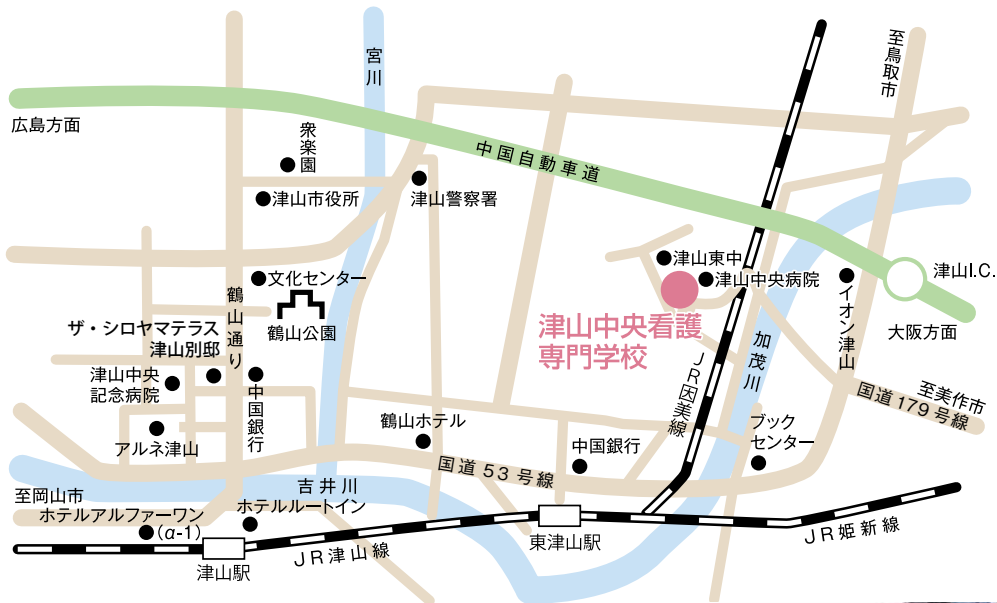 宮川
至鳥取市
広島方面
衆楽園
中国自動車道
津山市役所
津山警察署
津山東中
津山中央病院
津山I.C.
文化センター
鶴山通り
鶴山公園
イオン津山
大阪方面
津山中央看護
専門学校
ザ・シロヤマテラス
津山別邸
加茂川
JR因美線
津山中央
記念病院
中国銀行
至美作市
国道179号線
アルネ津山
鶴山ホテル
中国銀行
ブック
センター
国道53号線
至岡山市
吉井川
ホテルアルファーワン
(α-1)
ホテルルートイン
JR津山線
津山駅
東津山駅
JR姫新線